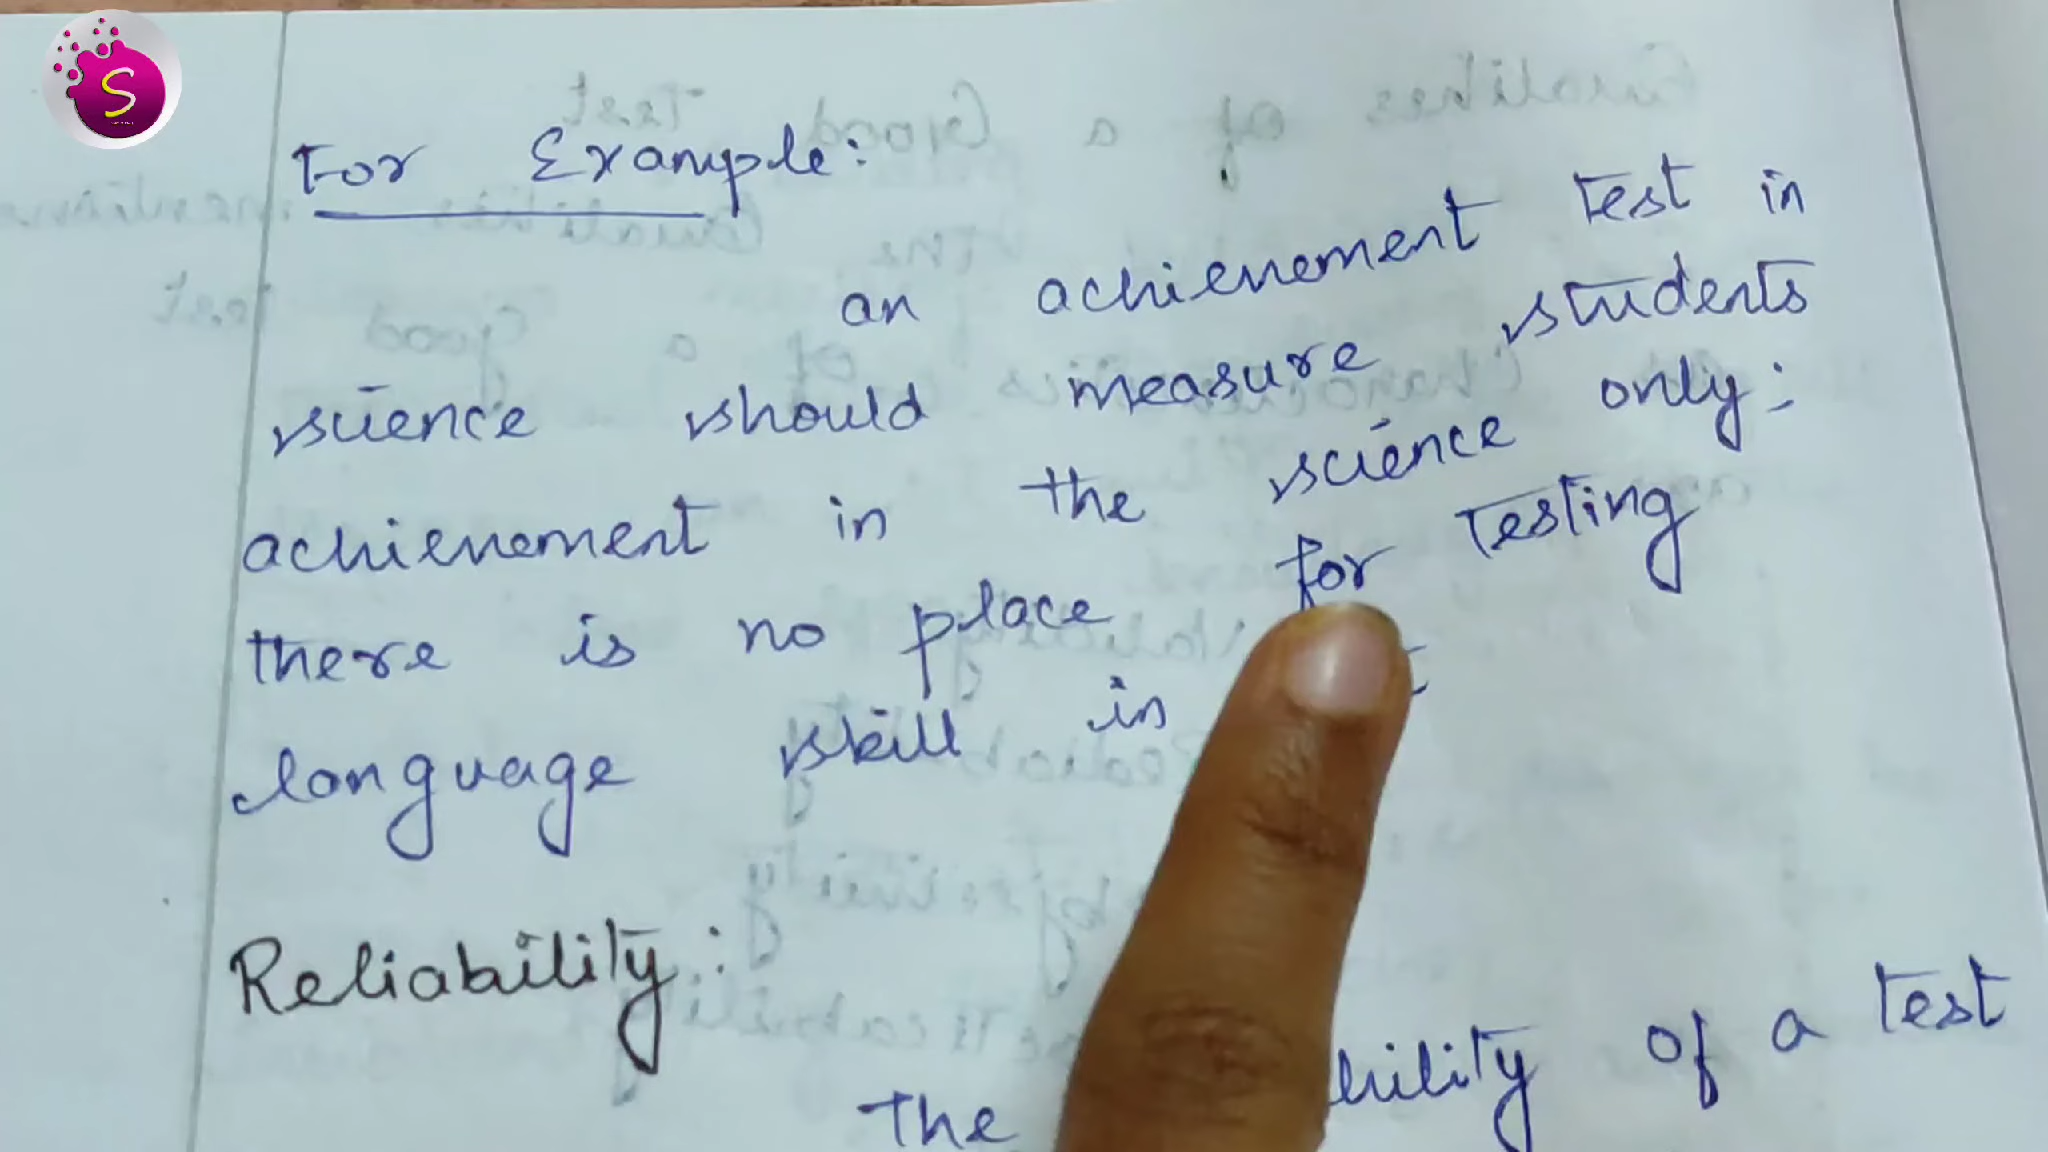 S
For Example:
an achievement test in
science should measure students
achievement in the science only;
there is no place for testing
language skill in
Reliability:
The of a test